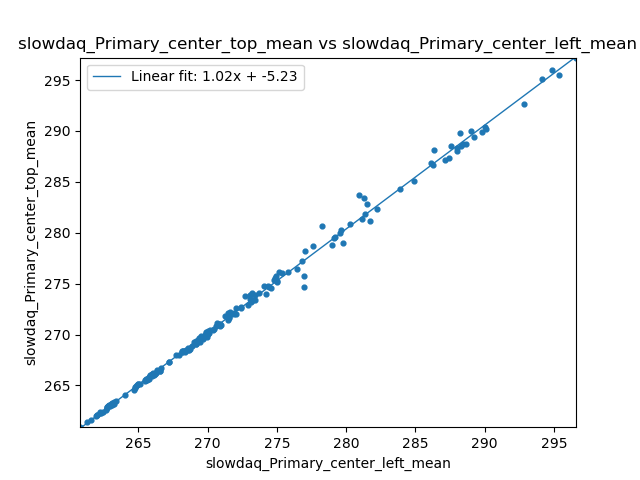 slowdaq_Primary_center_top_mean vs slowdaq_Primary_center_left_mean
Linear fit: 1.02x + -5.23
slowdaq_Primary_center_top_mean
295
290
285
280
275
270
265
265 270 275 280 285 290 295
slowdaq_Primary_center_left_mean